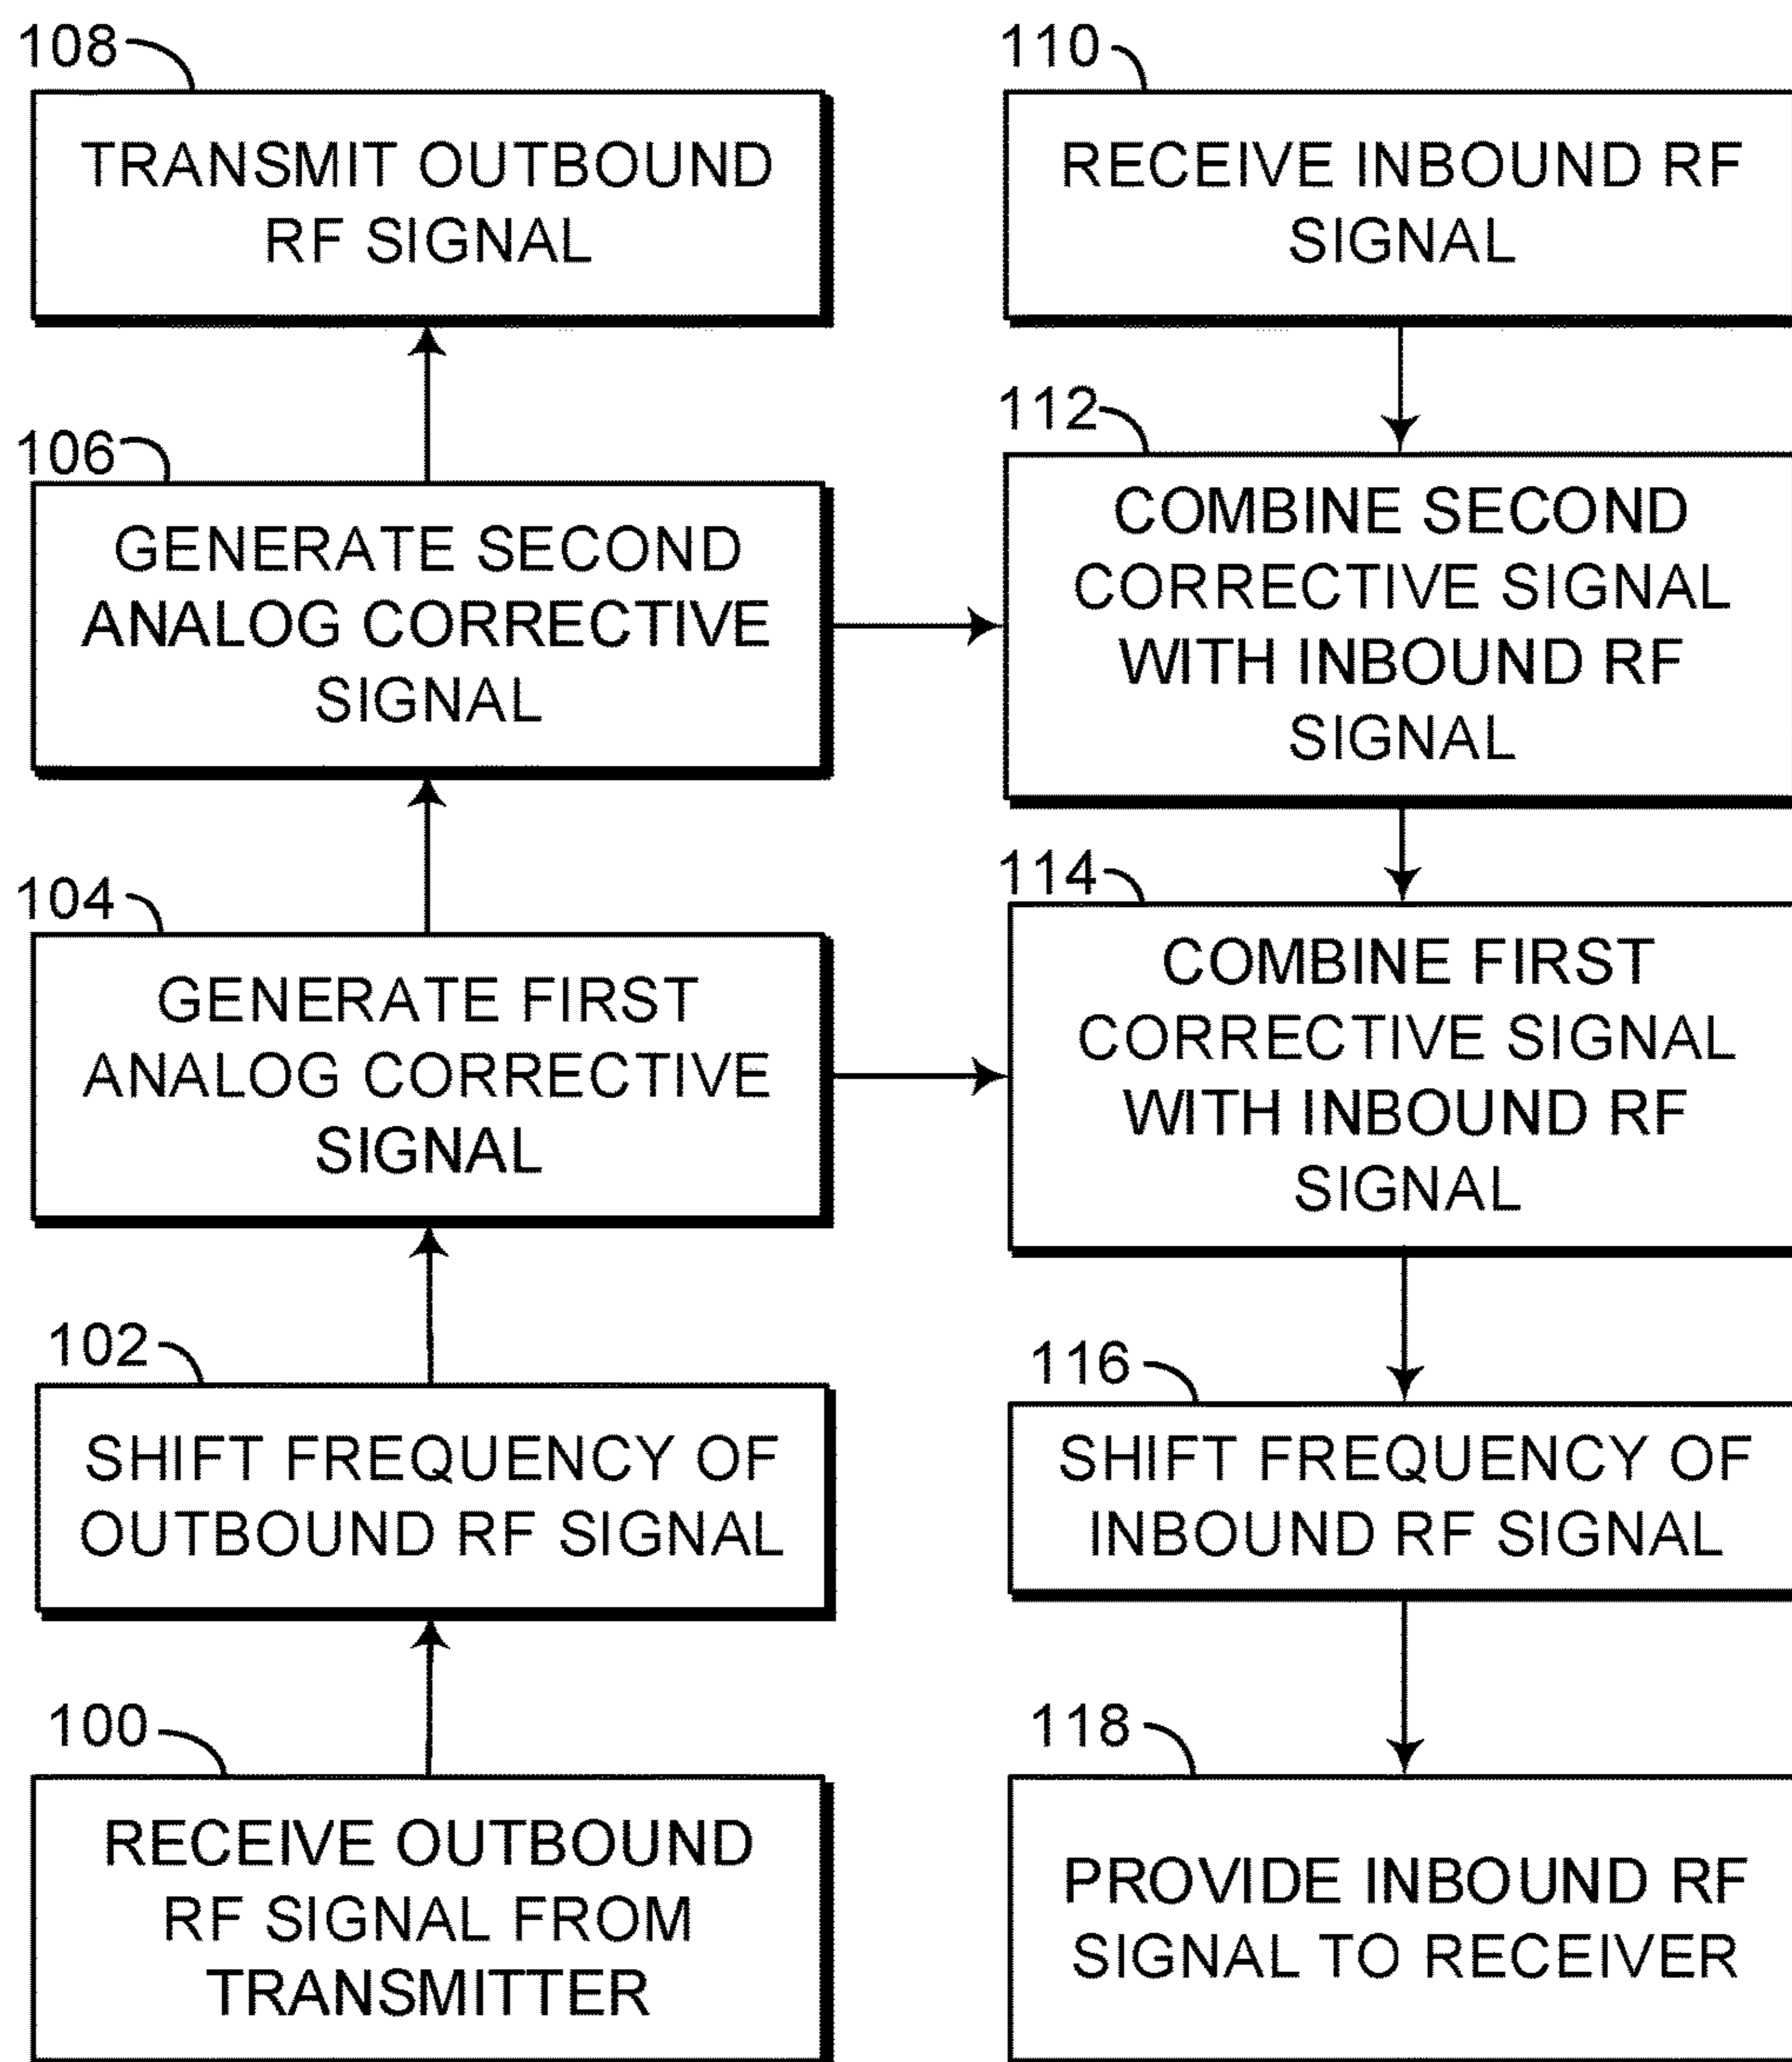 108
TRANSMIT OUTBOUND
RF SIGNAL
106
GENERATE SECOND
ANALOG CORRECTIVE
SIGNAL
104
GENERATE FIRST
ANALOG CORRECTIVE
SIGNAL
102
SHIFT FREQUENCY OF
OUTBOUND RF SIGNAL
100
RECEIVE OUTBOUND
RF SIGNAL FROM
TRANSMITTER
110
RECEIVE INBOUND RF
SIGNAL
112
COMBINE SECOND
CORRECTIVE SIGNAL
WITH INBOUND RF
SIGNAL
114
COMBINE FIRST
CORRECTIVE SIGNAL
WITH INBOUND RF
SIGNAL
116
SHIFT FREQUENCY OF
INBOUND RF SIGNAL
118
PROVIDE INBOUND RF
SIGNAL TO RECEIVER